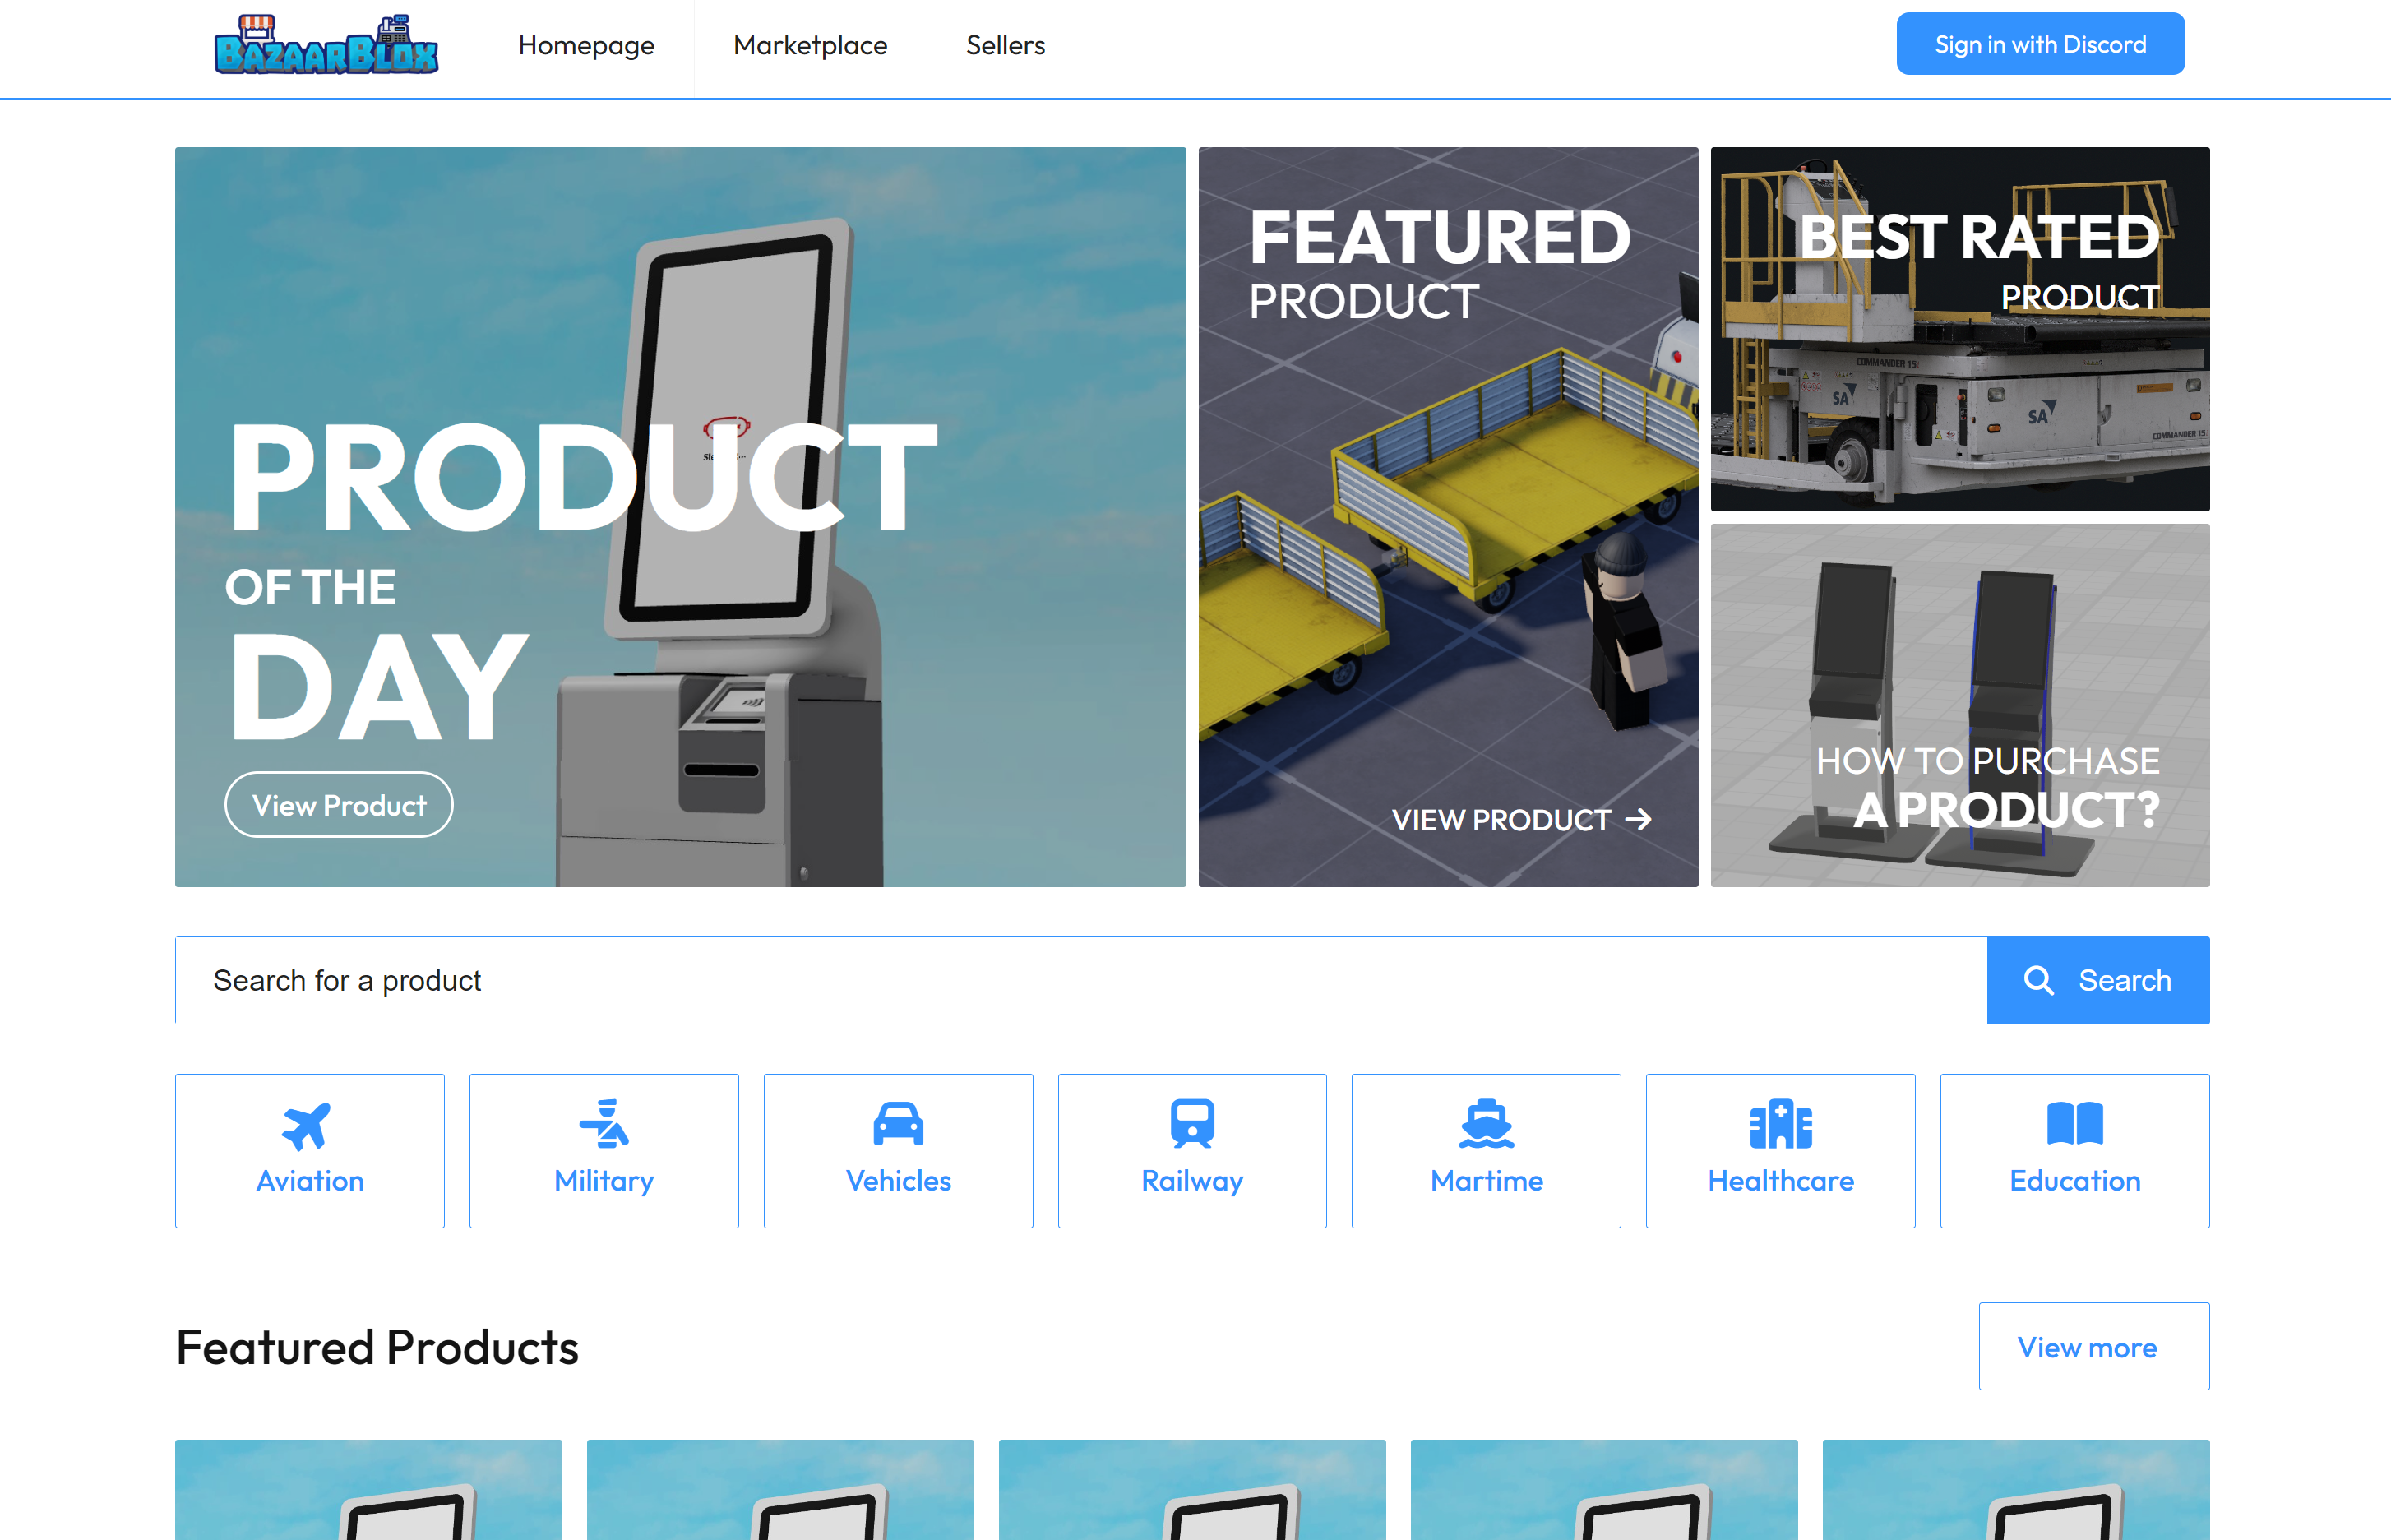 BAZAARBLOX
Homepage
Marketplace
Sellers
Sign in with Discord
PRODUCT
OF THE
DAY
View Product
FEATURED
PRODUCT
VIEW PRODUCT
BEST RATED
PRODUCT
COMMANDER 15i
SA
SA
COMMANDER 15i
HOW TO PURCHASE
A PRODUCT?
Search for a product
Search
Aviation
Military
Vehicles
Railway
Martime
Healthcare
Education
Featured Products
View more